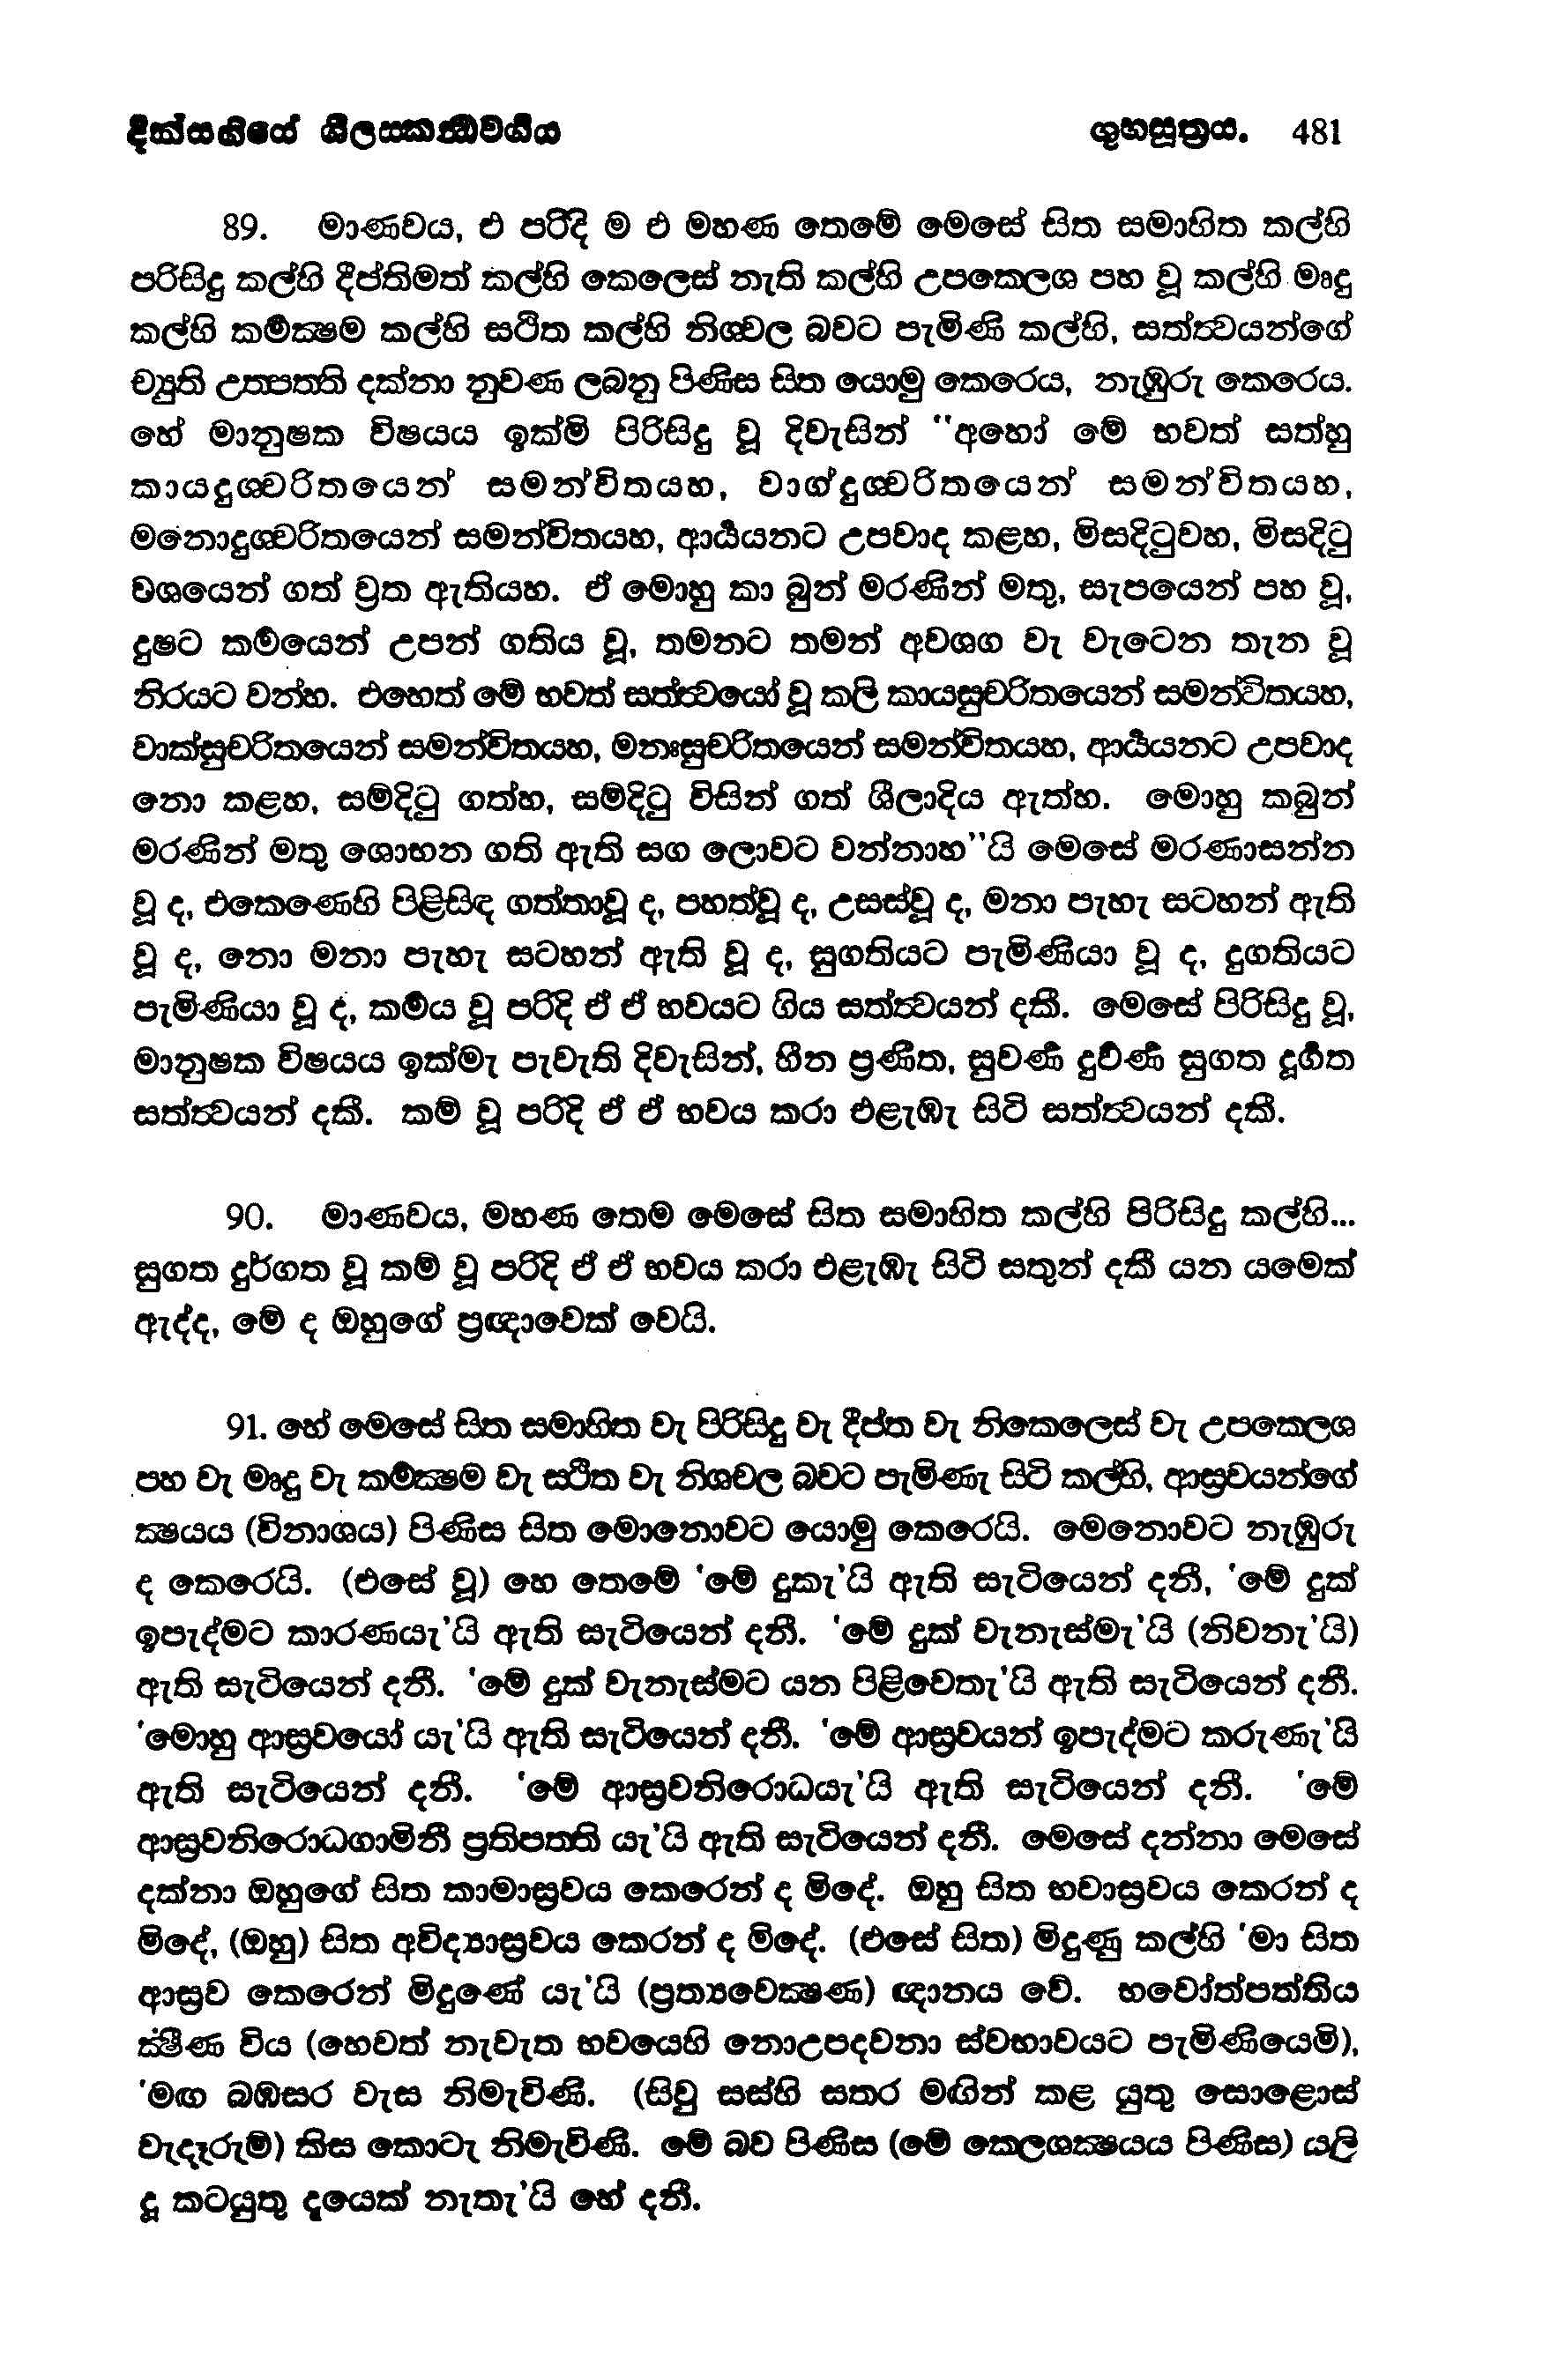 දික්සඟියේ ශීලස්කන්ධවර්ගය ශුභසූත්‍රය. 481
89. මාණවය, එ පරිදි ම එ මහණ තෙමේ මෙසේ සිත සමාහිත කල්හි
පරිසිදු කල්හි දීප්තිමත් කල්හි කෙලෙස් නැති කල්හි උපක්ලෙශ පහ වූ කල්හි මෘදු
කල්හි කර්මක්‍ෂම කල්හි ස්ථිත කල්හි නිශ්චල බවට පැමිණි කල්හි, සත්ත්‍වයන්ගේ
ච්‍යුති උත්පත්ති දක්නා නුවණ ලබනු පිණිස සිත යොමු කෙරෙය, නැඹුරු කෙරෙය.
හේ මානුෂක විෂයය ඉක්මි පිරිසිදු වූ දිවැසින් “අහෝ මේ භවත් සත්හු
කායදුශ්චරිතයෙන් සමන්විතයහ, වාග්දුශ්චරිතයෙන් සමන්විතයහ,
මනොදුශ්චරිතයෙන් සමන්විතයහ, ආර්යයනට උපවාද කළහ, මිසදිටුවහ, මිසදිටු
වශයෙන් ගත් ව්‍රත ඇතියහ. ඒ මොහු කා බුන් මරණින් මතු, සැපයෙන් පහ වූ,
දුෂ්ට කර්මයෙන් උපන් ගතිය වූ, තමනට තමන් අවශග වැ වැටෙන තැන වූ
නිරයට වන්හ. එහෙත් මේ භවත් සත්ත්‍වයෝ වූ කලි කායසුචරිතයෙන් සමන්විතයහ,
වාක්සුචරිතයෙන් සමන්විතයහ, මනඃසුචරිතයෙන් සමන්විතයහ, ආර්යයනට උපවාද
නො කළහ, සම්දිටු ගත්හ, සම්දිටු විසින් ගත් ශීලාදිය ඇත්හ. මොහු කබුන්
මරණින් මතු ශොභන ගති ඇති සග ලොවට වන්නාහ”යි මෙසේ මරණාසන්න
වූ ද, එකෙණෙහි පිළිසිඳ ගත්තාවූ ද, පහත්වූ ද, උසස්වූ ද, මනා පැහැ සටහන් ඇති
වූ ද, නො මනා පැහැ සටහන් ඇති වූ ද, සුගතියට පැමිණියා වූ ද, දුගතියට
පැමිණියා වූ ද, කර්මය වූ පරිදි ඒ ඒ භවයට ගිය සත්ත්‍වයන් දකී. මෙසේ පිරිසිදු වූ,
මානුෂක විෂයය ඉක්මැ පැවැති දිවැසින්, හීන ප්‍රණීත, සුවර්ණ දුර්වර්ණ සුගත දූර්ගත
සත්ත්‍වයන් දකී. කම් වූ පරිදි ඒ ඒ භවය කරා එළැඹැ සිටි සත්ත්‍වයන් දකී.
90. මාණවය, මහණ තෙම මෙසේ සිත සමාහිත කල්හි පිරිසිදු කල්හි...
සුගත දුර්ගත වූ කම් වූ පරිදි ඒ ඒ භවය කරා එළැඹැ සිටි සතුන් දකී යන යමෙක්
ඇද්ද, මේ ද ඔහුගේ ප්‍රඥාවෙක් වෙයි.
91. හේ මෙසේ සිත සමාහිත වැ පිරිසිදු වැ දීප්ත වැ නිකෙලෙස් වැ උපක්ලෙශ
පහ වැ මෘදු වැ කර්මක්‍ෂම වැ ස්ථිත වැ නිශ්චල බවට පැමිණැ සිටි කල්හි, ආස්‍රවයන්ගේ
ක්‍ෂයය (විනාශය) පිණිස සිත මොනොවට යොමු කෙරෙයි. මෙනොවට නැඹුරු
ද කෙරෙයි. (එසේ වූ) හෙ තෙමේ ‘මේ දුකැ’යි ඇති සැටියෙන් දනී, ‘මේ දුක්
ඉපැද්මට කාරණයැ’යි ඇති සැටියෙන් දනී. ‘මේ දුක් වැනැස්මැ’යි (නිවනැ’යි)
ඇති සැටියෙන් දනී. ‘මේ දුක් වැනැස්මට යන පිළිවෙතැ’යි ඇති සැටියෙන් දනී.
‘මොහු ආස්‍රවයෝ යැ’යි ඇති සැටියෙන් දනී. ‘මේ ආස්‍රවයන් ඉපැද්මට කරුණැ’යි
ඇති සැටියෙන් දනී. ‘මේ ආස්‍රවනිරොධයැ’යි ඇති සැටියෙන් දනී. ‘මේ
ආස්‍රවනිරොධගාමිනී ප්‍රතිපත්ති යැ’යි ඇති සැටියෙන් දනී. මෙසේ දන්නා මෙසේ
දක්නා ඔහුගේ සිත කාමාස්‍රවය කෙරෙන් ද මිදේ. ඔහු සිත භවාස්‍රවය කෙරන් ද
මිදේ, (ඔහු) සිත අවිද්‍යාස්‍රවය කෙරන් ද මිදේ. (එසේ සිත) මිදුණු කල්හි ‘මා සිත
ආස්‍රව කෙරෙන් මිදුණේ යැ’යි (ප්‍රත්‍යවෙක්‍ෂණ) ඥානය වේ. භවෝත්පත්තිය
ක්ෂීණ විය (හෙවත් නැවැත භවයෙහි නොඋපදවනා ස්වභාවයට පැමිණියෙමි),
‘මඟ බඹසර වැස නිමැවිණි. (සිවු සස්හි සතර මඟින් කළ යුතු සොළොස්
වැදෑරුම්) කිස කොටැ නිමැවිණි. මේ බව පිණිස (මේ ක්ලෙශක්‍ෂයය පිණිස) යලි
දු කටයුතු දැයෙක් නැතැ’යි හේ දනී.